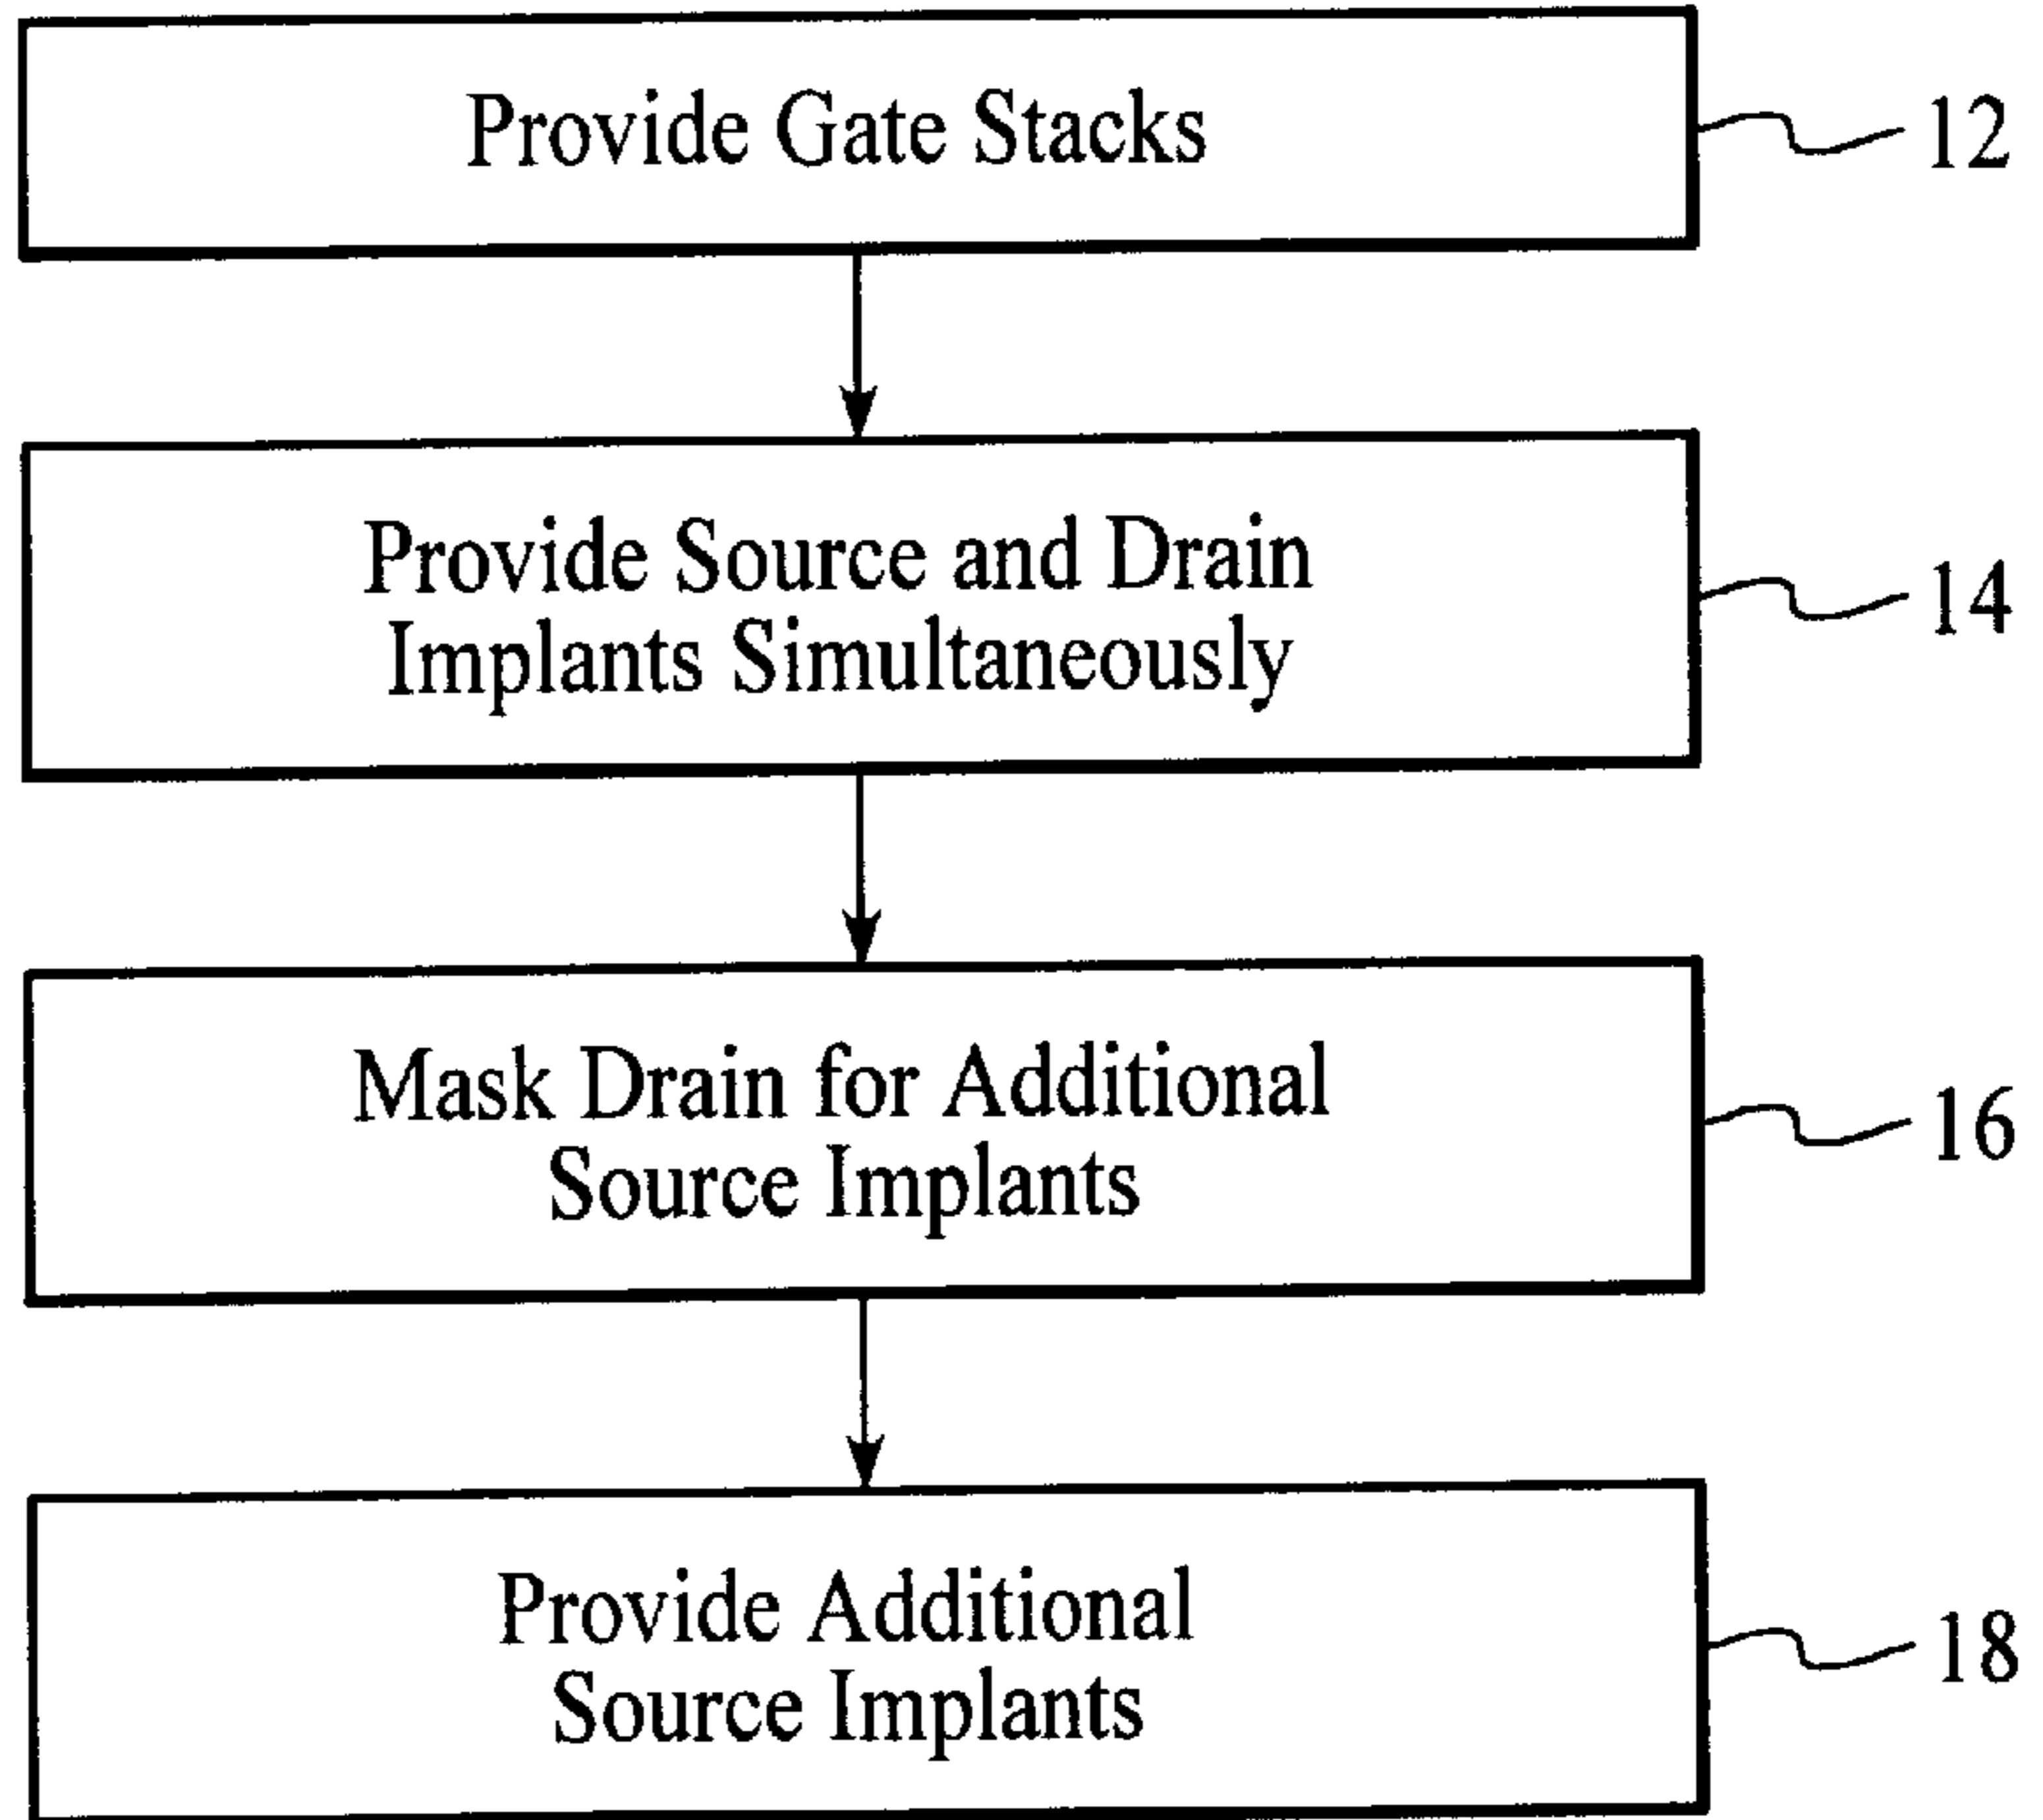 Provide Gate Stacks
12
Provide Source and Drain
Implants Simultaneously
14
Mask Drain for Additional
Source Implants
16
Provide Additional
Source Implants
18